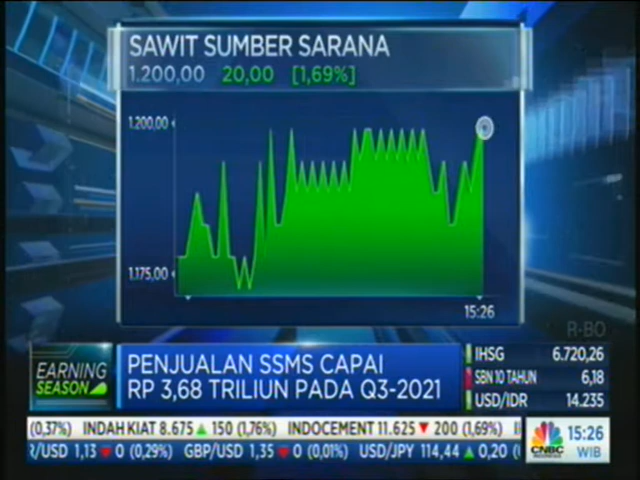 SAWIT SUMBER SARANA
1.200,00 20,00 [1,69%]
1.200,00
1.175,00
15:26
R-BO
EARNING
SEASON
PENJUALAN SSMS CAPAI
RP 3,68 TRILIUN PADA Q3-2021
IHSG 6.720,26
SBN 10 TAHUN 6,18
USD/IDR 14.235
(0,37%) INDAH KIAT 8.675 ▲ 150 (1,76%) INDOCEMENT 11.625 ▼ 200 (1,69%)
R/USD 1,13 ▼ 0 (0,29%) GBP/USD 1,35 ▼ 0 (0,01%) USD/JPY 114,44 ▲ 0,20
CNBC
15:26
WIB